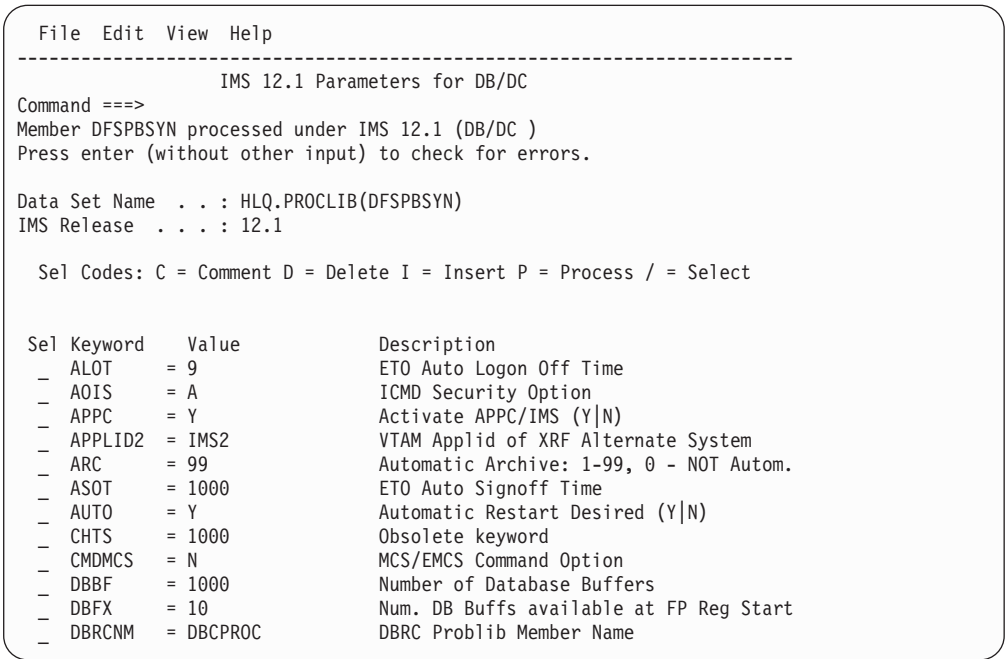 File  Edit  View  Help
--------------------------------------------------------------------------
IMS 12.1 Parameters for DB/DC
Command ===>
Member DFSPBSYN processed under IMS 12.1 (DB/DC )
Press enter (without other input) to check for errors.
Data Set Name  . . : HLQ.PROCLIB(DFSPBSYN)
IMS Release  . . . : 12.1
Sel Codes: C = Comment D = Delete I = Insert P = Process / = Select
Sel Keyword    Value              Description
_  ALOT     = 9                 ETO Auto Logon Off Time
_  AOIS     = A                 ICMD Security Option
_  APPC     = Y                 Activate APPC/IMS (Y|N)
_  APPLID2  = IMS2              VTAM Applid of XRF Alternate System
_  ARC      = 99                Automatic Archive: 1-99, 0 - NOT Autom.
_  ASOT     = 1000              ETO Auto Signoff Time
_  AUTO     = Y                 Automatic Restart Desired (Y|N)
_  CHTS     = 1000              Obsolete keyword
_  CMDMCS   = N                 MCS/EMCS Command Option
_  DBBF     = 1000              Number of Database Buffers
_  DBFX     = 10                Num. DB Buffs available at FP Reg Start
_  DBRCNM   = DBCPROC           DBRC Problib Member Name